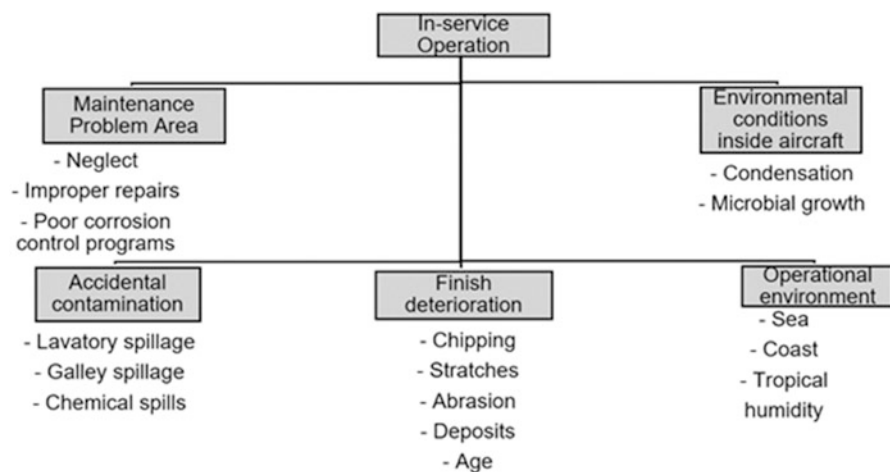 In-service
Operation
Maintenance
Problem Area
- Neglect
- Improper repairs
- Poor corrosion
control programs
Environmental
conditions
inside aircraft
- Condensation
- Microbial growth
Accidental
contamination
- Lavatory spillage
- Galley spillage
- Chemical spills
Finish
deterioration
- Chipping
- Stratches
- Abrasion
- Deposits
- Age
Operational
environment
- Sea
- Coast
- Tropical
humidity